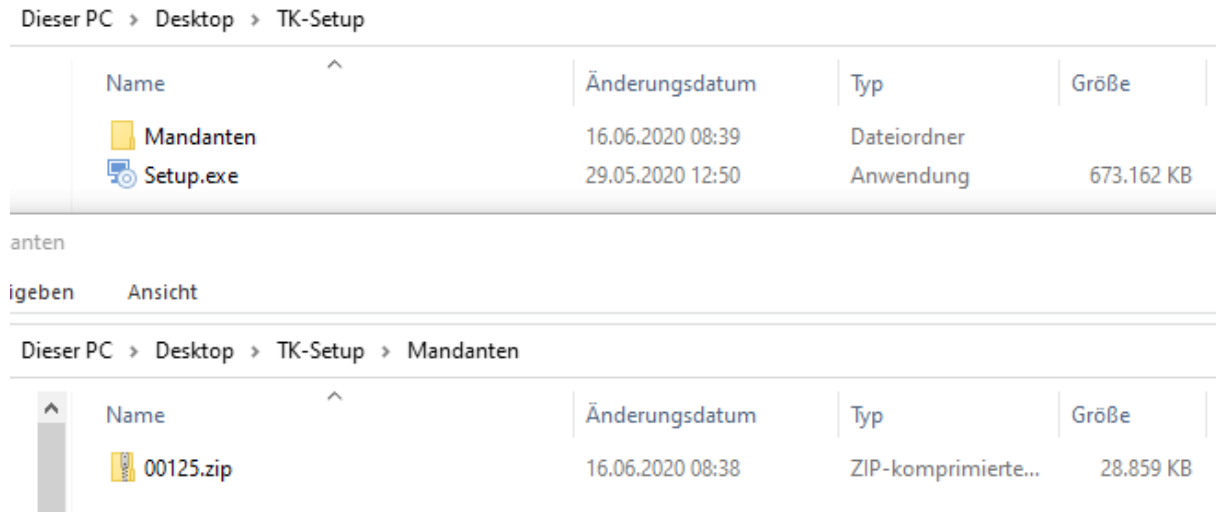 Dieser PC > Desktop > TK-Setup
Name Änderungsdatum Typ Größe
Mandanten 16.06.2020 08:39 Dateiordner
Setup.exe 29.05.2020 12:50 Anwendung 673.162 KB
anten
igeben Ansicht
Dieser PC > Desktop > TK-Setup > Mandanten
Name Änderungsdatum Typ Größe
00125.zip 16.06.2020 08:38 ZIP-komprimierte... 28.859 KB